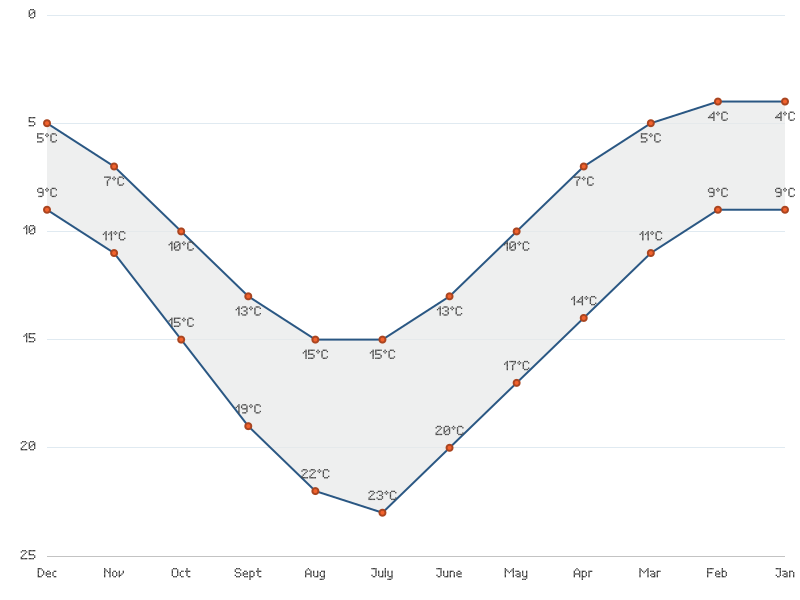 0
4°C 4°C
5
5°C 5°C
7°C 7°C
9°C 9°C 9°C
10
11°C 10°C 10°C 11°C
14°C
13°C 13°C
15°C
15
15°C 15°C
17°C
19°C
20°C
20
22°C
23°C
25
Dec Nov Oct Sept Aug July June May Apr Mar Feb Jan